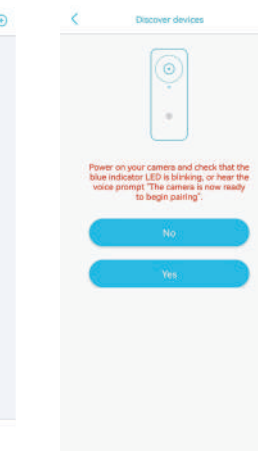 Discover devices
Power on your camera and check that the
blue indicator LED is blinking, or hear the
voice prompt "The camera is now ready
to begin pairing".
No
Yes